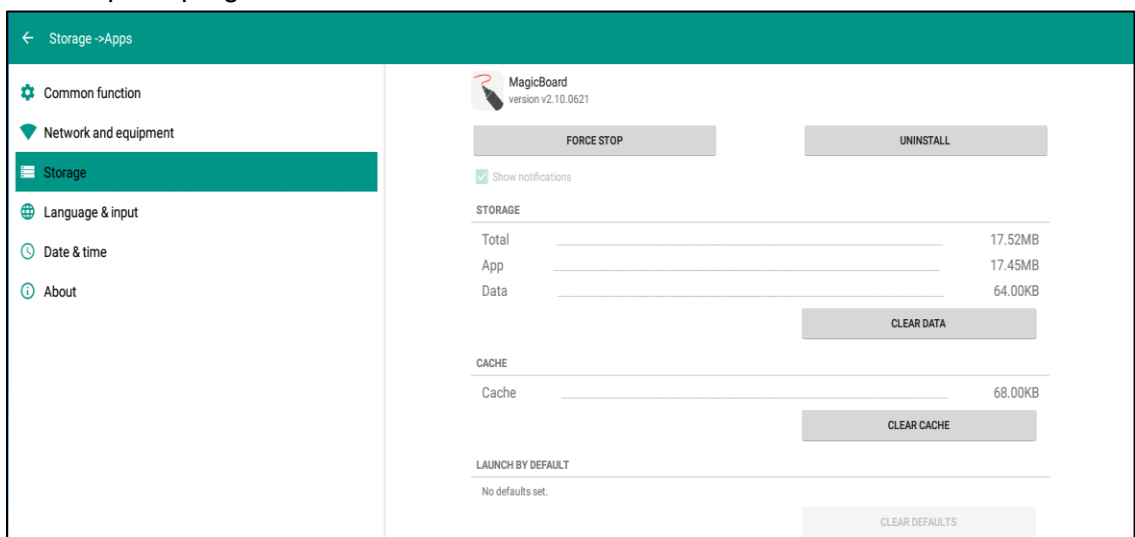 Storage ->Apps
Common function
Network and equipment
Storage
Language & input
Date & time
About
MagicBoard
version v2.10.0621
FORCE STOP
UNINSTALL
Show notifications
STORAGE
Total 17.52MB
App 17.45MB
Data 64.00KB
CLEAR DATA
CACHE
Cache 68.00KB
CLEAR CACHE
LAUNCH BY DEFAULT
No defaults set.
CLEAR DEFAULTS